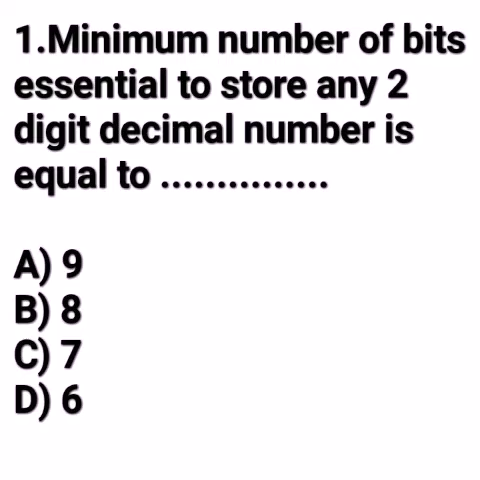 1.Minimum number of bits
essential to store any 2
digit decimal number is
equal to ...............
A) 9
B) 8
C) 7
D) 6